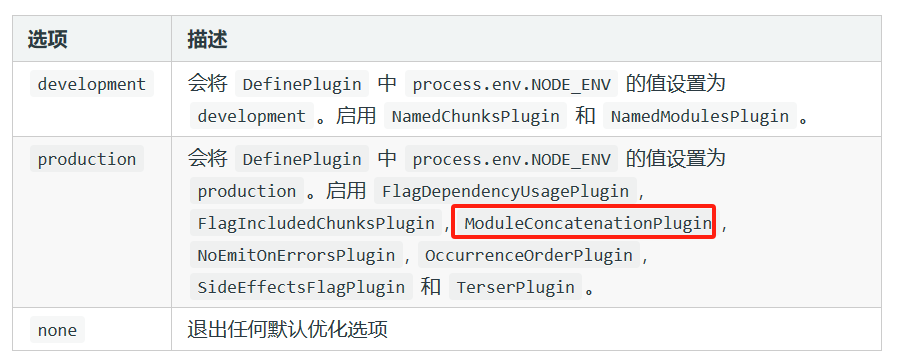 选项 描述
development 会将 DefinePlugin 中 process.env.NODE_ENV 的值设置为
development 。启用 NamedChunksPlugin 和 NamedModulesPlugin 。
production 会将 DefinePlugin 中 process.env.NODE_ENV 的值设置为
production 。启用 FlagDependencyUsagePlugin ,
FlagIncludedChunksPlugin , ModuleConcatenationPlugin ,
NoEmitOnErrorsPlugin , OccurrenceOrderPlugin ,
SideEffectsFlagPlugin 和 TerserPlugin 。
none 退出任何默认优化选项